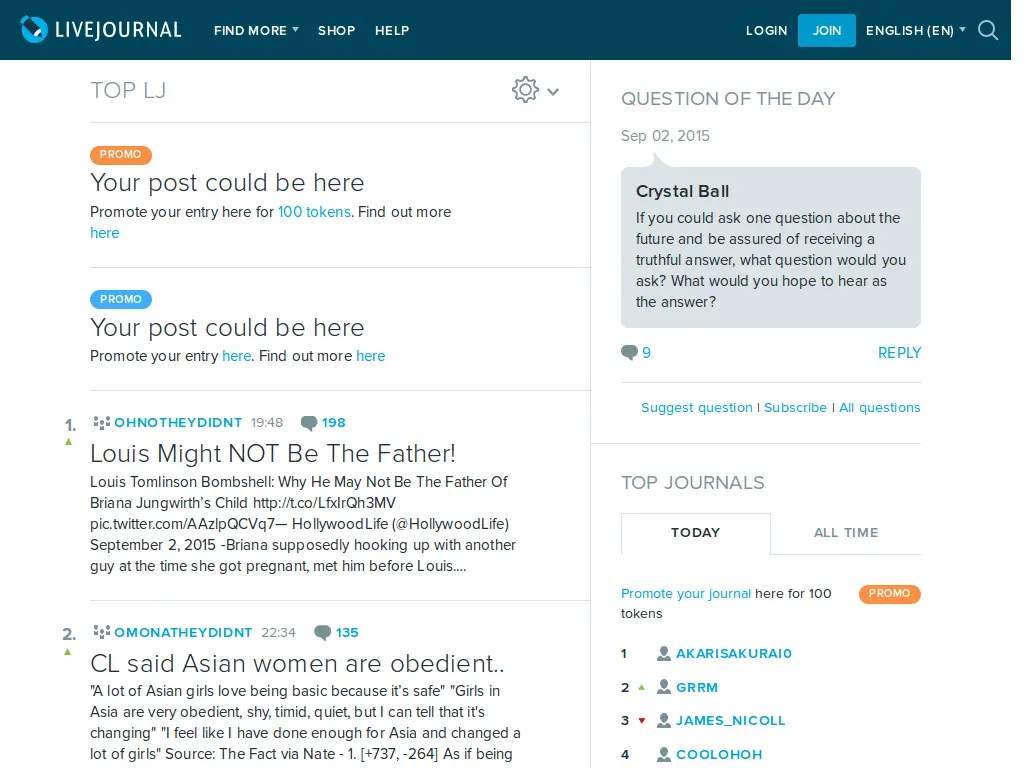 LIVEJOURNAL FIND MORE SHOP HELP LOGIN JOIN ENGLISH (EN)
TOP LJ
PROMO
Your post could be here
Promote your entry here for 100 tokens. Find out more
here
PROMO
Your post could be here
Promote your entry here. Find out more here
1. OHNOTHEYDIDNT 19:48 198
Louis Might NOT Be The Father!
Louis Tomlinson Bombshell: Why He May Not Be The Father Of
Briana Jungwirth’s Child http://t.co/LfxIrQh3MV
pic.twitter.com/AAzlpQCVq7— HollywoodLife (@HollywoodLife)
September 2, 2015 -Briana supposedly hooking up with another
guy at the time she got pregnant, met him before Louis....
2. OMONATHEYDIDNT 22:34 135
CL said Asian women are obedient..
"A lot of Asian girls love being basic because it’s safe" "Girls in
Asia are very obedient, shy, timid, quiet, but I can tell that it's
changing" "I feel like I have done enough for Asia and changed a
lot of girls" Source: The Fact via Nate - 1. [+737, -264] As if being
QUESTION OF THE DAY
Sep 02, 2015
Crystal Ball
If you could ask one question about the
future and be assured of receiving a
truthful answer, what question would you
ask? What would you hope to hear as
the answer?
9 REPLY
Suggest question | Subscribe | All questions
TOP JOURNALS
TODAY ALL TIME
Promote your journal here for 100 PROMO
tokens
1 AKARISAKURAI0
2 GRRM
3 JAMES_NICOLL
4 COOLOHOH